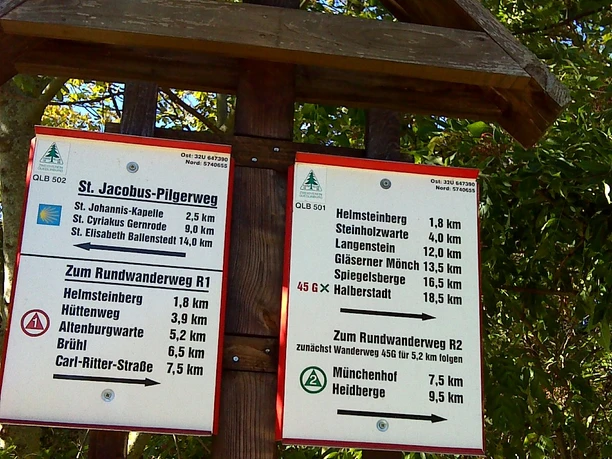 Ost: 32U 647390
Nord: 5740655
QLB 502
St. Jacobus-Pilgerweg
St. Johannis-Kapelle 2,5 km
St. Cyriakus Gernrode 9,0 km
St. Elisabeth Ballenstedt 14,0 km
Zum Rundwanderweg R1
Helmsteinberg 1,8 km
Hüttenweg 3,9 km
Altenburgwarte 5,2 km
Brühl 6,5 km
Carl-Ritter-Straße 7,5 km
1
Ost: 32U 647390
Nord: 5740655
QLB 501
Helmsteinberg 1,8 km
Steinholzwarte 4,0 km
Langenstein 12,0 km
Gläserner Mönch 13,5 km
Spiegelsberge 16,5 km
45 G x Halberstadt 18,5 km
Zum Rundwanderweg R2
zunächst Wanderweg 45G für 5,2 km folgen
2
Münchenhof 7,5 km
Heidberge 9,5 km